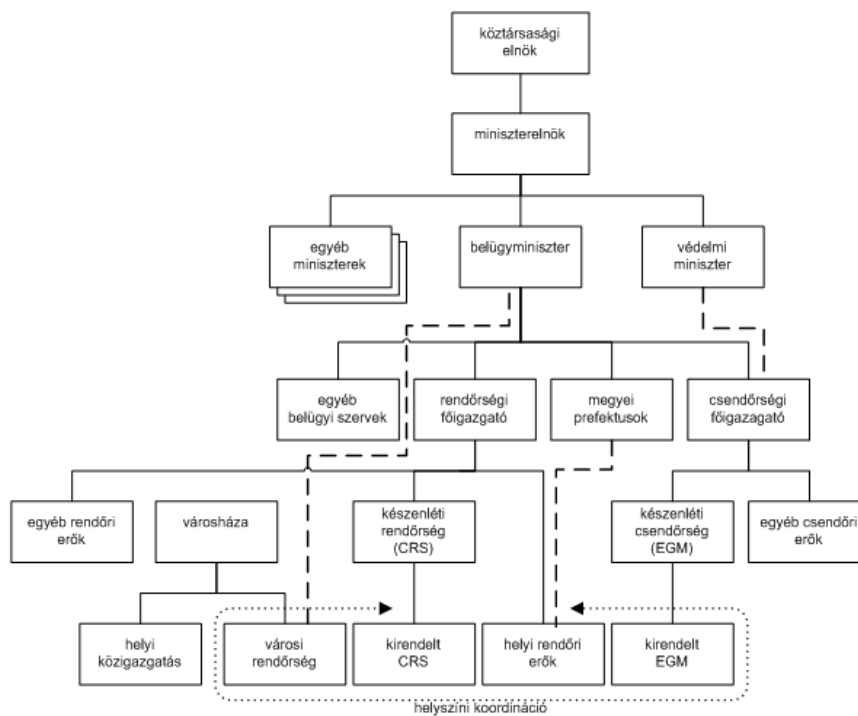 köztársasági
elnök
miniszterelnök
egyéb
miniszterek
belügyminiszter
védelmi
miniszter
egyéb
belügyi szervek
rendőrségi
főigazgató
megyei
prefektusok
csendőrségi
főigazagató
egyéb rendőri
erők
városháza
készenléti
rendőrség
(CRS)
készenléti
csendőrség
(EGM)
egyéb csendőri
erők
helyi
közigazgatás
városi
rendőrség
kirendelt
CRS
helyi rendőri
erők
kirendelt
EGM
helyszíni koordináció